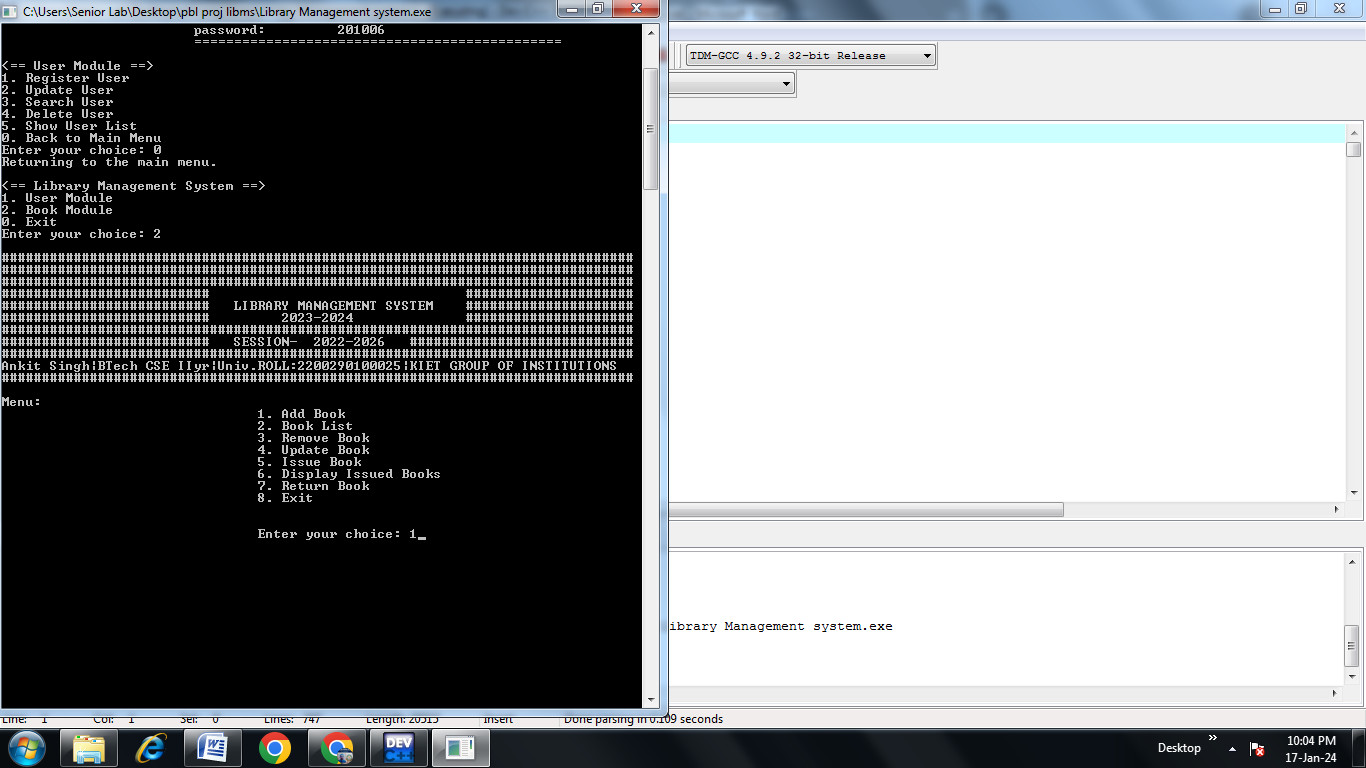 C:\Users\Senior Lab\Desktop\pbl proj libms\Library Management system.exe
password: 201006
==============================================
<== User Module ==>
1. Register User
2. Update User
3. Search User
4. Delete User
5. Show User List
0. Back to Main Menu
Enter your choice: 0
Returning to the main menu.
<== Library Management System ==>
1. User Module
2. Book Module
0. Exit
Enter your choice: 2
###############################################################################
###############################################################################
###############################################################################
########################## #####################
########################## LIBRARY MANAGEMENT SYSTEM #####################
########################## 2023-2024 #####################
###############################################################################
########################## SESSION- 2022-2026 ############################
###############################################################################
Ankit Singh|BTech CSE IIyr|Univ.ROLL:2200290100025|KIET GROUP OF INSTITUTIONS
###############################################################################
Menu:
1. Add Book
2. Book List
3. Remove Book
4. Update Book
5. Issue Book
6. Display Issued Books
7. Return Book
8. Exit
Enter your choice: 1_
TDM-GCC 4.9.2 32-bit Release
ibrary Management system.exe
Line: 1 Col: 1 Sel: 0 Lines: 747 Length: 20515 Insert Done parsing in 0.109 seconds
DEV
C++
Desktop
10:04 PM
17-Jan-24